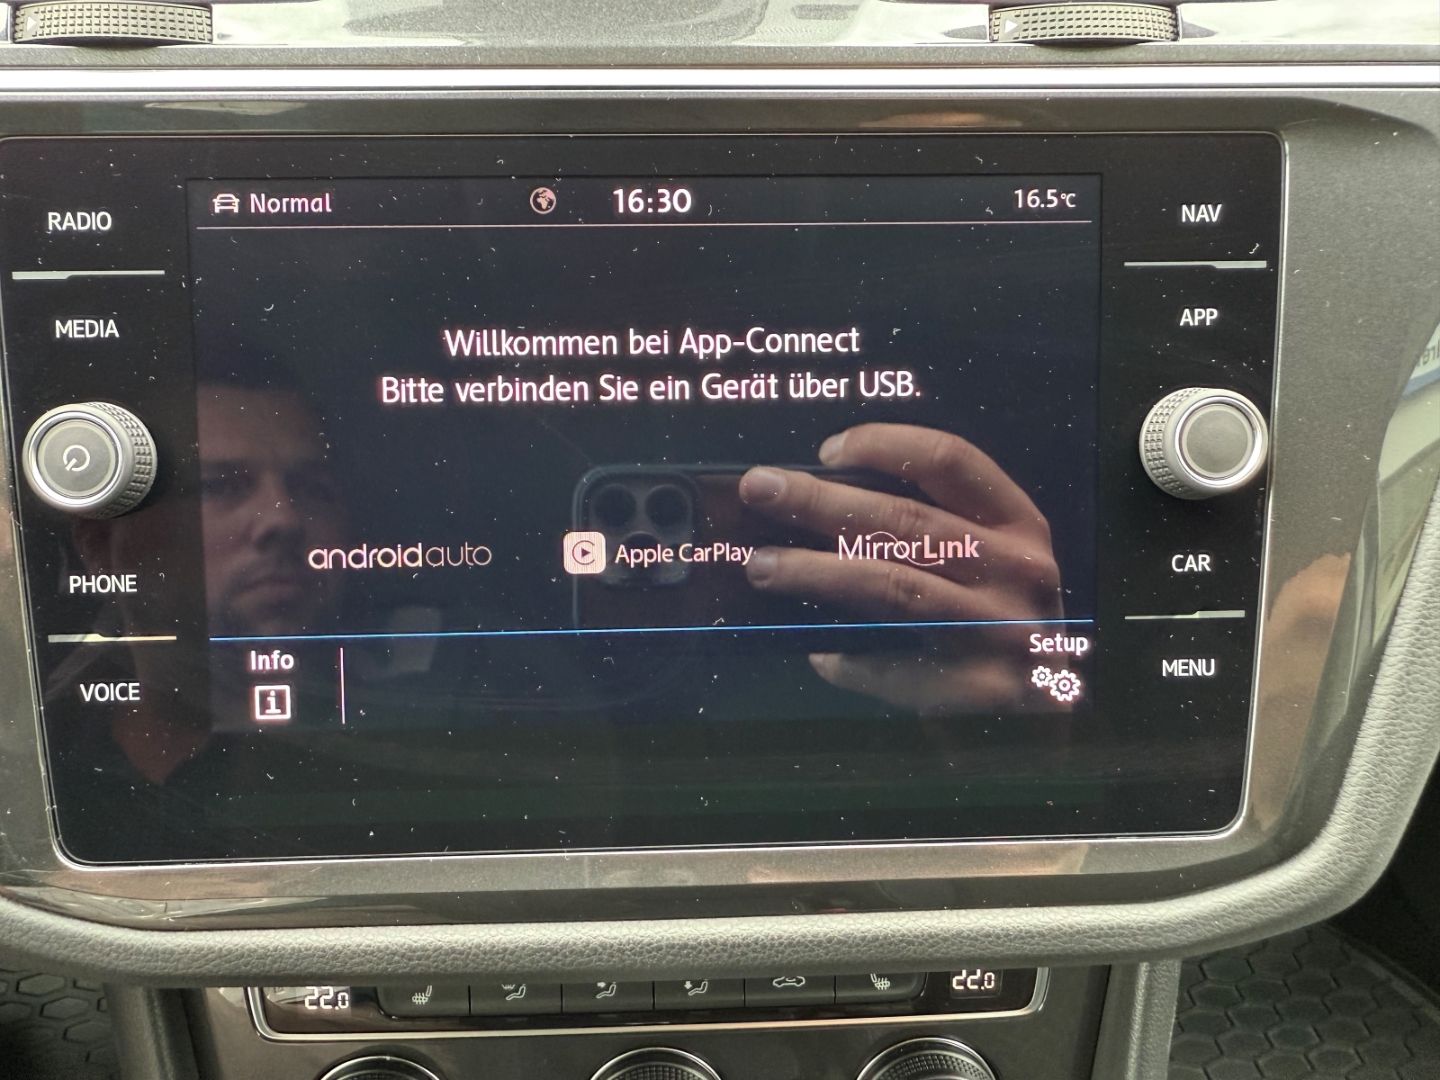 Normal 16:30 16.5°C
RADIO
NAV
MEDIA
APP
Willkommen bei App-Connect
Bitte verbinden Sie ein Gerät über USB.
androidauto Apple CarPlay MirrorLink
PHONE
CAR
Info
Setup
VOICE
MENU
22.0
22.0